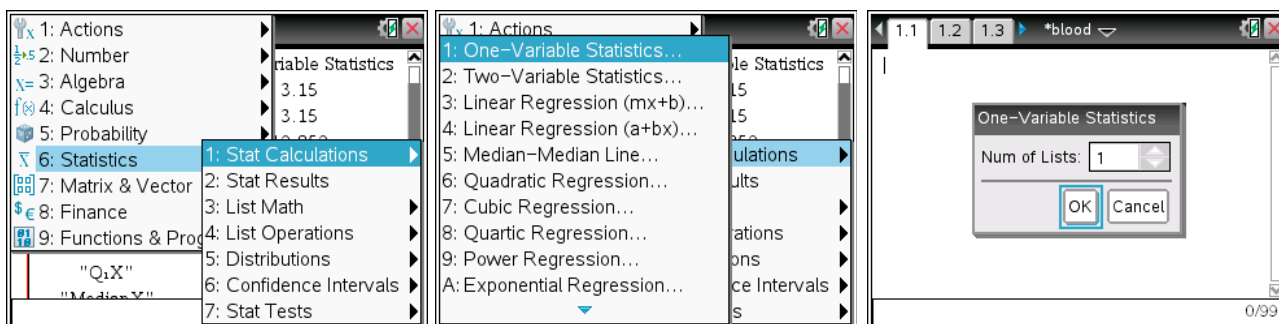 1: Actions
2: Number
3: Algebra
4: Calculus
5: Probability
6: Statistics
7: Matrix & Vector
8: Finance
9: Functions & Prog
riable Statistics
3.15
3.15
1: Stat Calculations
2: Stat Results
3: List Math
4: List Operations
5: Distributions
6: Confidence Intervals
7: Stat Tests
"Q₁X"
"MedianX"
1: Actions
1: One-Variable Statistics...
2: Two-Variable Statistics...
3: Linear Regression (mx+b)...
4: Linear Regression (a+bx)...
5: Median-Median Line...
6: Quadratic Regression...
7: Cubic Regression...
8: Quartic Regression...
9: Power Regression...
A: Exponential Regression...
le Statistics
15
ulations
ults
rations
ons
ce Intervals
s
1.1 1.2 1.3 *blood
One-Variable Statistics
Num of Lists: 1
OK Cancel
0/99